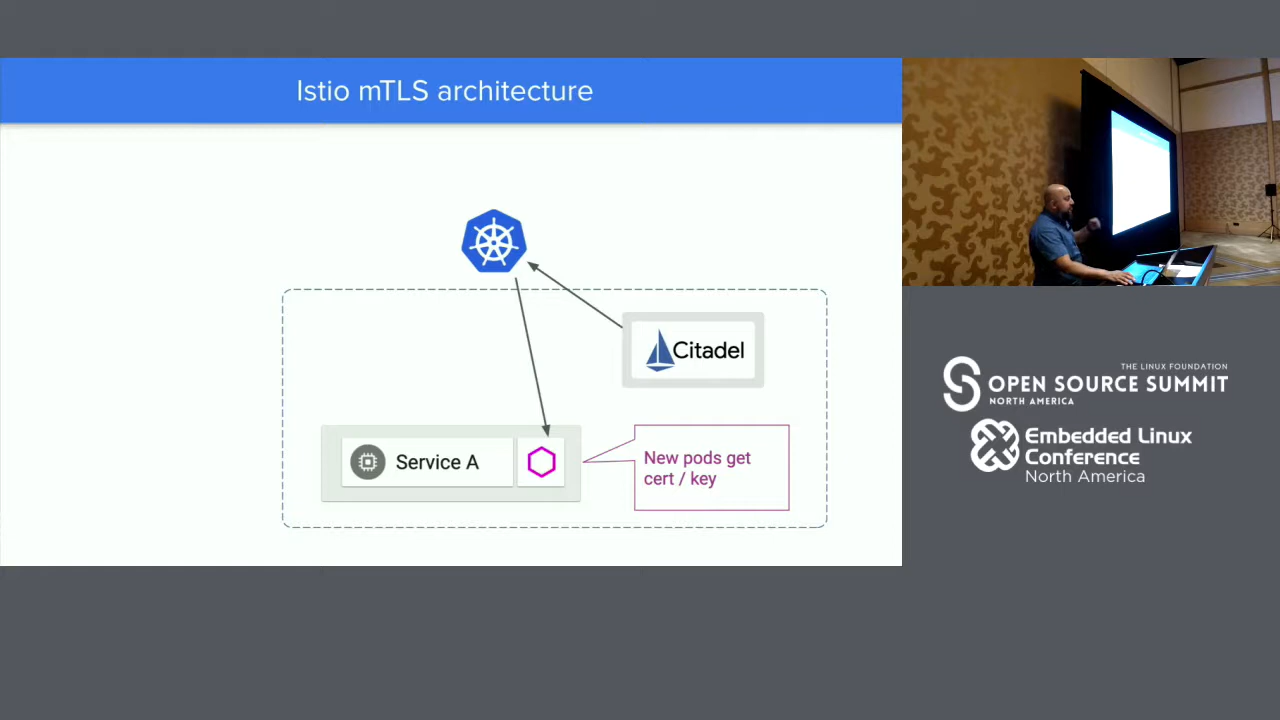 Istio mTLS architecture
Citadel
Service A
New pods get
cert / key
THE LINUX FOUNDATION
OPEN SOURCE SUMMIT
NORTH AMERICA
Embedded Linux
Conference
North America